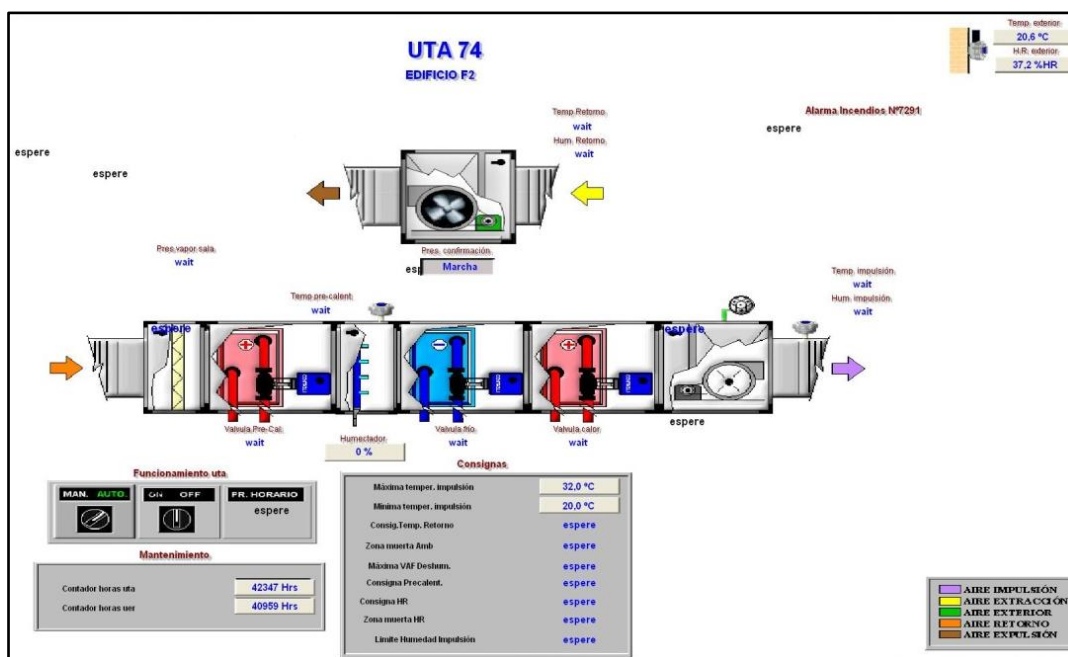 UTA 74
EDIFICIO F2
Temp. exterior
20,6 ºC
H.R. exterior
37,2 %HR
Alarma Incendios Nº7291
espere
Temp.Retorno
wait
Hum. Retorno
wait
espere
espere
Pres.vapor sala.
wait
Pres. confirmación.
Marcha
Temp. impulsión.
wait
Hum. impulsión.
wait
Temp pre-calent.
wait
espere
espere
espere
Valvula Pre-Cal.
wait
Humectador
0 %
Valvula frio.
wait
Valvula calor.
wait
Funcionamiento uta
MAN. AUTO.
ON OFF
PR. HORARIO
espere
Mantenimiento
Contador horas uta
42347 Hrs
Contador horas uer
40959 Hrs
Consignas
Máxima temper. impulsión
32,0 ºC
Mínima temper. impulsión
20,0 ºC
Consig.Temp. Retorno
espere
Zona muerta Amb
espere
Máxima VAF Deshum.
espere
Consigna Precalent.
espere
Consigna HR
espere
Zona muerta HR
espere
Limite Humedad Impulsión
espere
AIRE IMPULSIÓN
AIRE EXTRACCIÓN
AIRE EXTERIOR
AIRE RETORNO
AIRE EXPULSIÓN